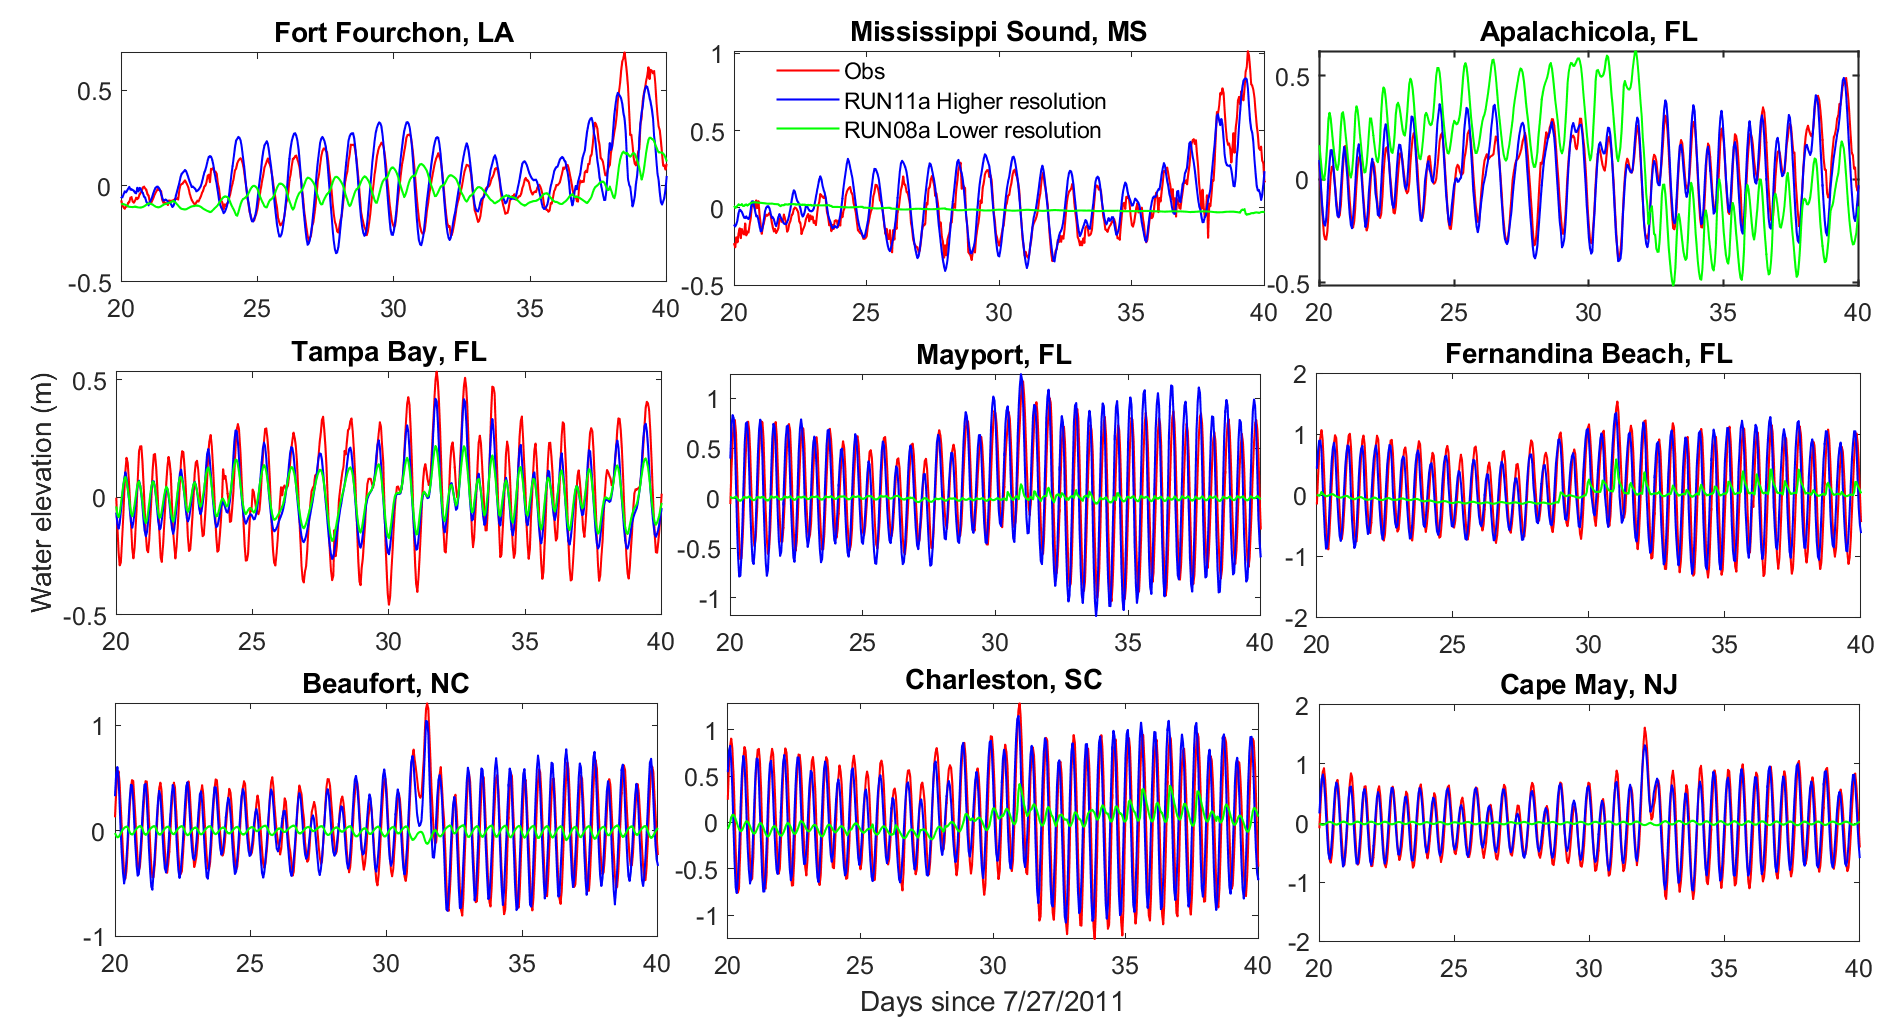 Fort Fourchon, LA
Mississippi Sound, MS
Apalachicola, FL
0.5
0
-0.5
20 25 30 35 40
1
0.5
0
-0.5
20 25 30 35 40
Obs
RUN11a Higher resolution
RUN08a Lower resolution
0.5
0
-0.5
20 25 30 35 40
Water elevation (m)
Tampa Bay, FL
Mayport, FL
Fernandina Beach, FL
0.5
0
-0.5
20 25 30 35 40
1
0.5
0
-0.5
-1
20 25 30 35 40
2
1
0
-1
-2
20 25 30 35 40
Beaufort, NC
Charleston, SC
Cape May, NJ
1
0
-1
20 25 30 35 40
1
0.5
0
-0.5
-1
20 25 30 35 40
2
1
0
-1
-2
20 25 30 35 40
Days since 7/27/2011